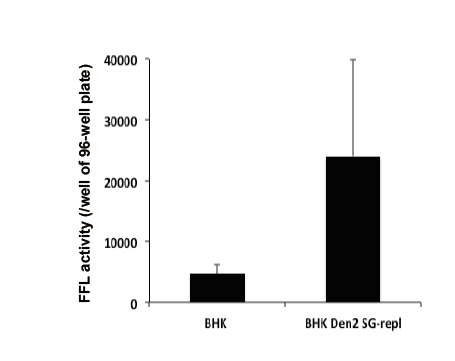 FFL activity (/well of 96-well plate)
40000
30000
20000
10000
0
BHK
BHK Den2 SG-repl